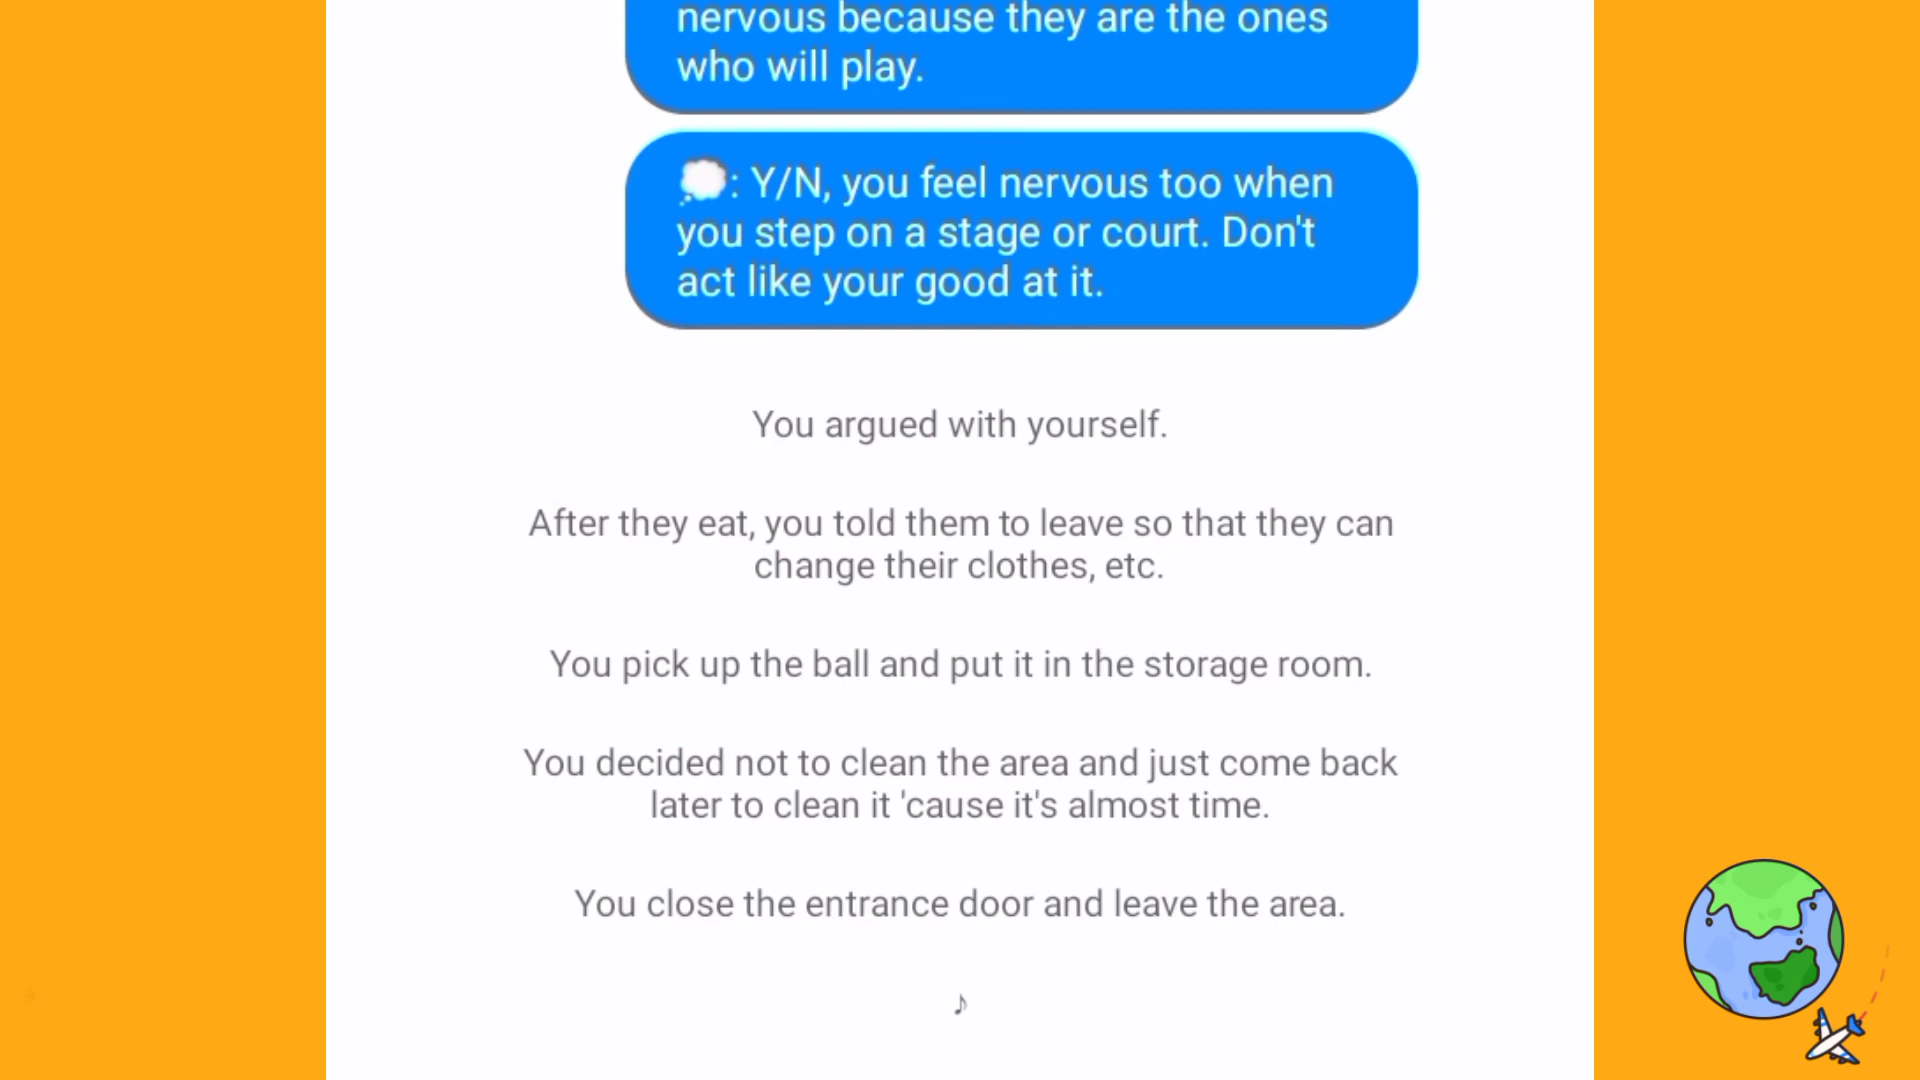 nervous because they are the ones
who will play.
💭: Y/N, you feel nervous too when
you step on a stage or court. Don't
act like your good at it.
You argued with yourself.
After they eat, you told them to leave so that they can
change their clothes, etc.
You pick up the ball and put it in the storage room.
You decided not to clean the area and just come back
later to clean it 'cause it's almost time.
You close the entrance door and leave the area.
♪